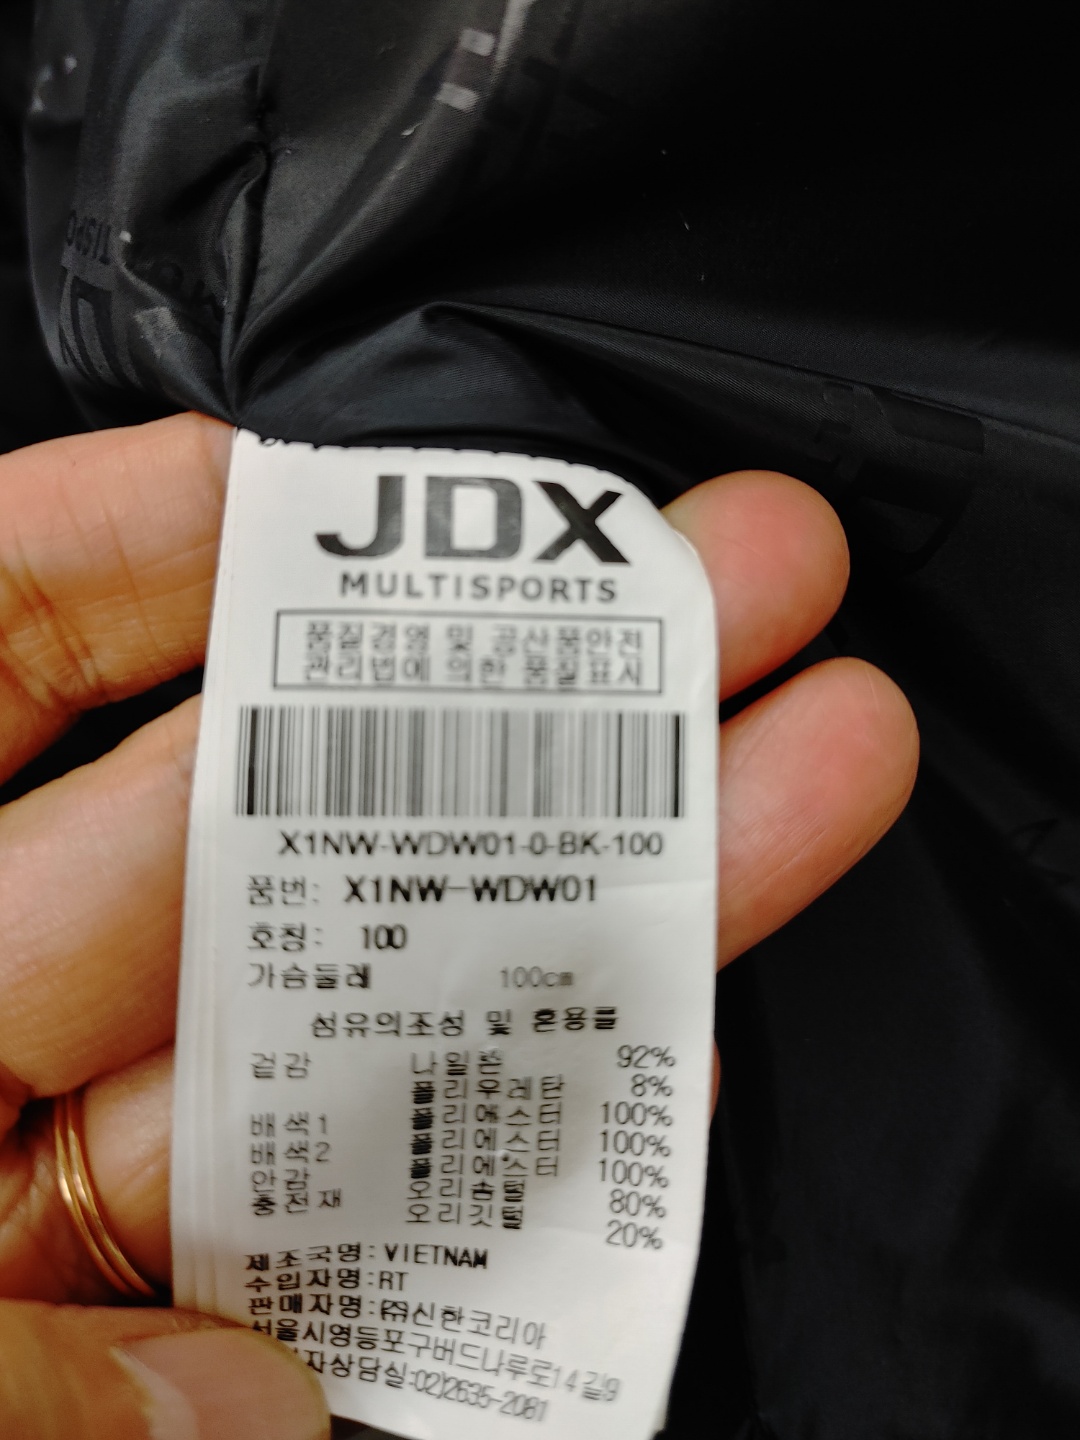 JDX
MULTISPORTS
품질경영 및 공산품안전
관리법에 의한 품질표시
X1NW-WDW01-0-BK-100
품번: X1NW-WDW01
호칭: 100
가슴둘레 100cm
섬유의조성 및 혼용률
겉감 나일론 92%
폴리우레탄 8%
배색1 폴리에스터 100%
배색2 폴리에스터 100%
안감 폴리에스터 100%
충전재 오리솜털 80%
오리깃털 20%
제조국명:VIETNAM
수입자명:RT
판매자명:㈜신한코리아
서울시영등포구버드나루로14길9
자상담실:02)2635-2081